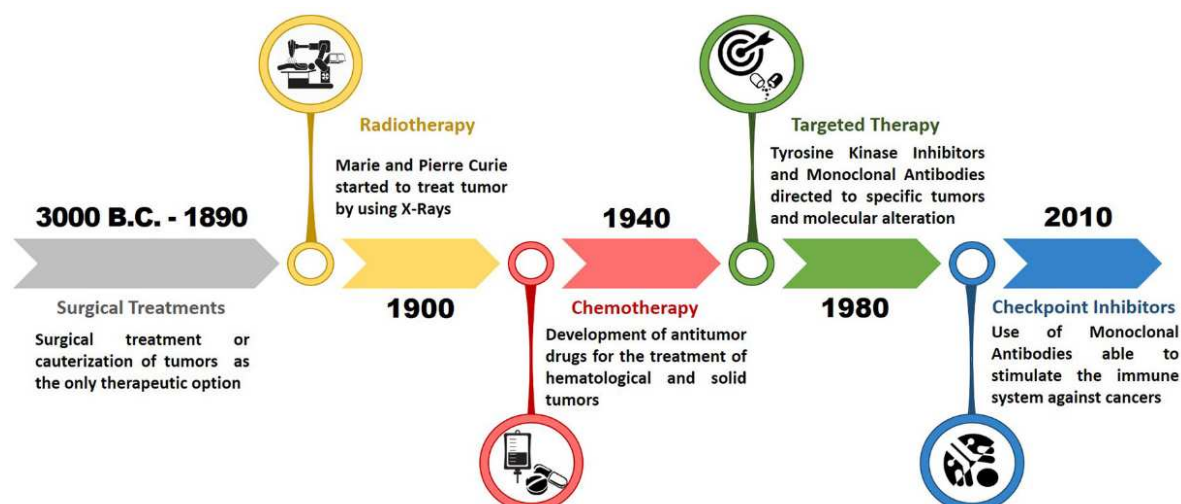 3000 B.C. - 1890
Surgical Treatments
Surgical treatment or
cauterization of tumors as
the only therapeutic option
Radiotherapy
Marie and Pierre Curie
started to treat tumor
by using X-Rays
1900
1940
Chemotherapy
Development of antitumor
drugs for the treatment of
hematological and solid
tumors
Targeted Therapy
Tyrosine Kinase Inhibitors
and Monoclonal Antibodies
directed to specific tumors
and molecular alteration
1980
2010
Checkpoint Inhibitors
Use of Monoclonal
Antibodies able to
stimulate the immune
system against cancers